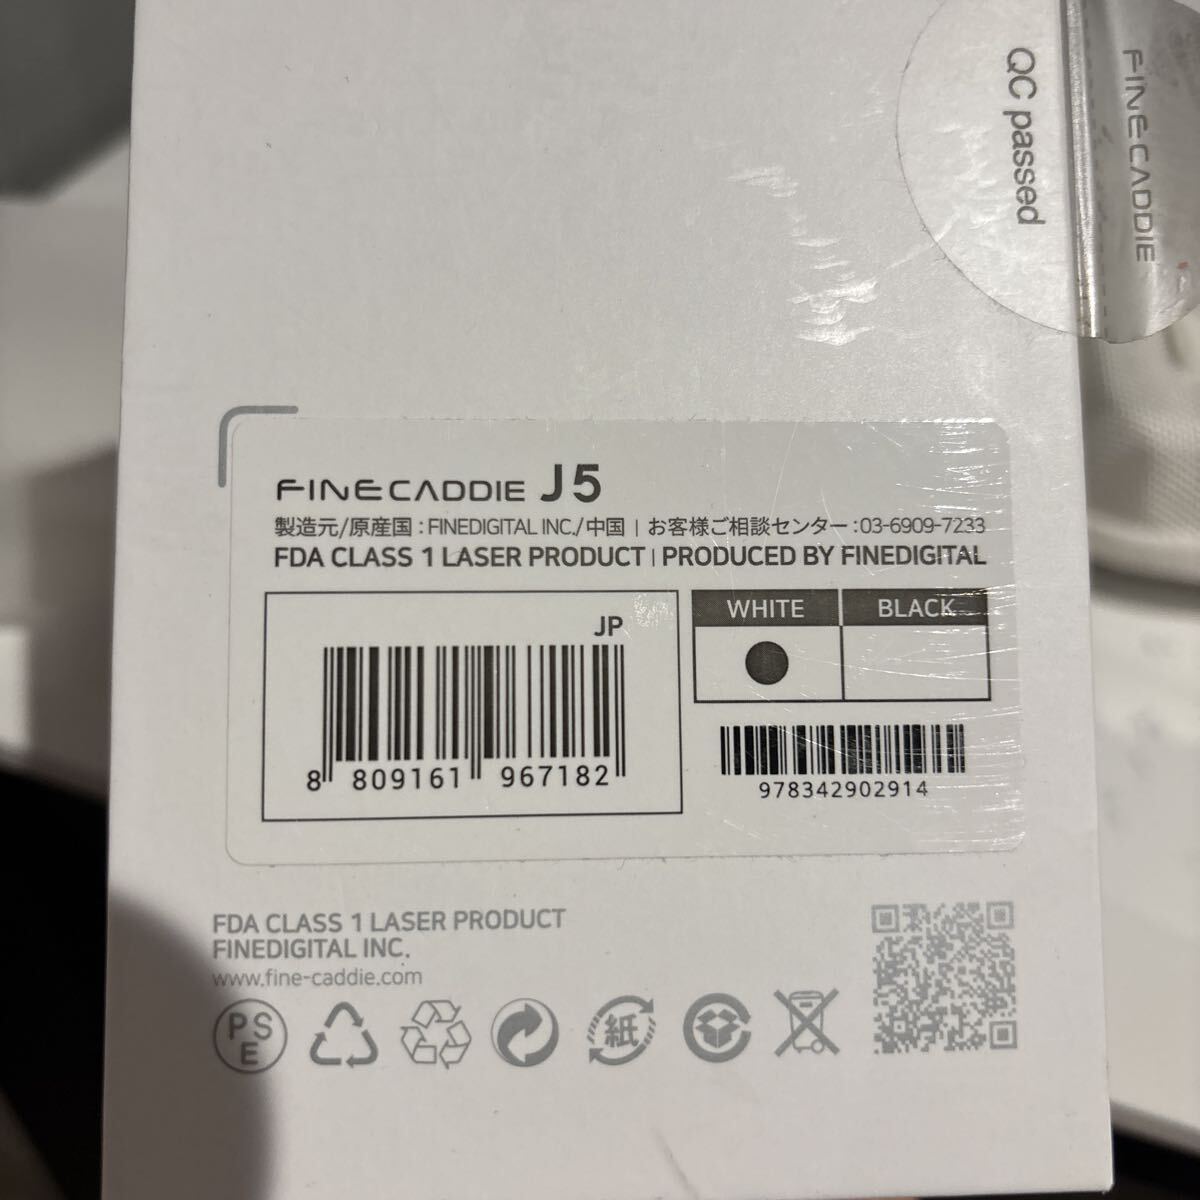 QC passed
FINECADDIE
FINECADDIE J5
製造元/原産国 : FINEDIGITAL INC./中国 | お客様ご相談センター : 03-6909-7233
FDA CLASS 1 LASER PRODUCT | PRODUCED BY FINEDIGITAL
JP
8 809161 967182
WHITE BLACK
978342902914
FDA CLASS 1 LASER PRODUCT
FINEDIGITAL INC.
www.fine-caddie.com
PSE
紙